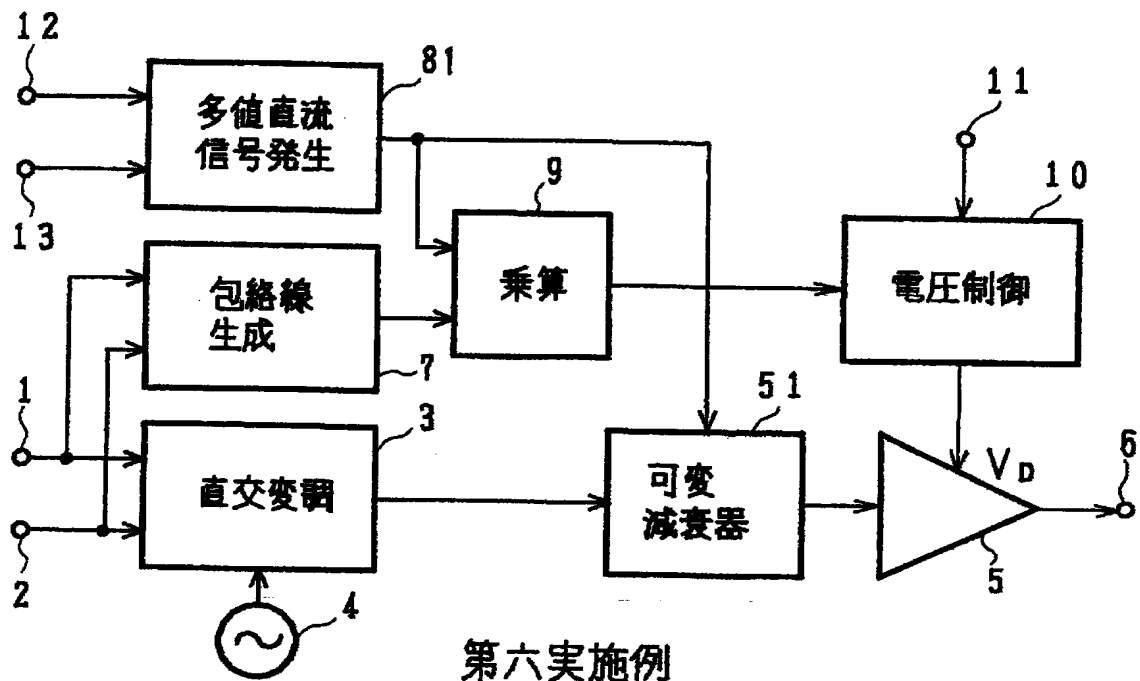 12
13
多値直流
信号発生
81
11
9
乗算
10
電圧制御
包絡線
生成
7
1
2
直交変調
3
4
51
可変
減衰器
VD
5
6
第六実施例